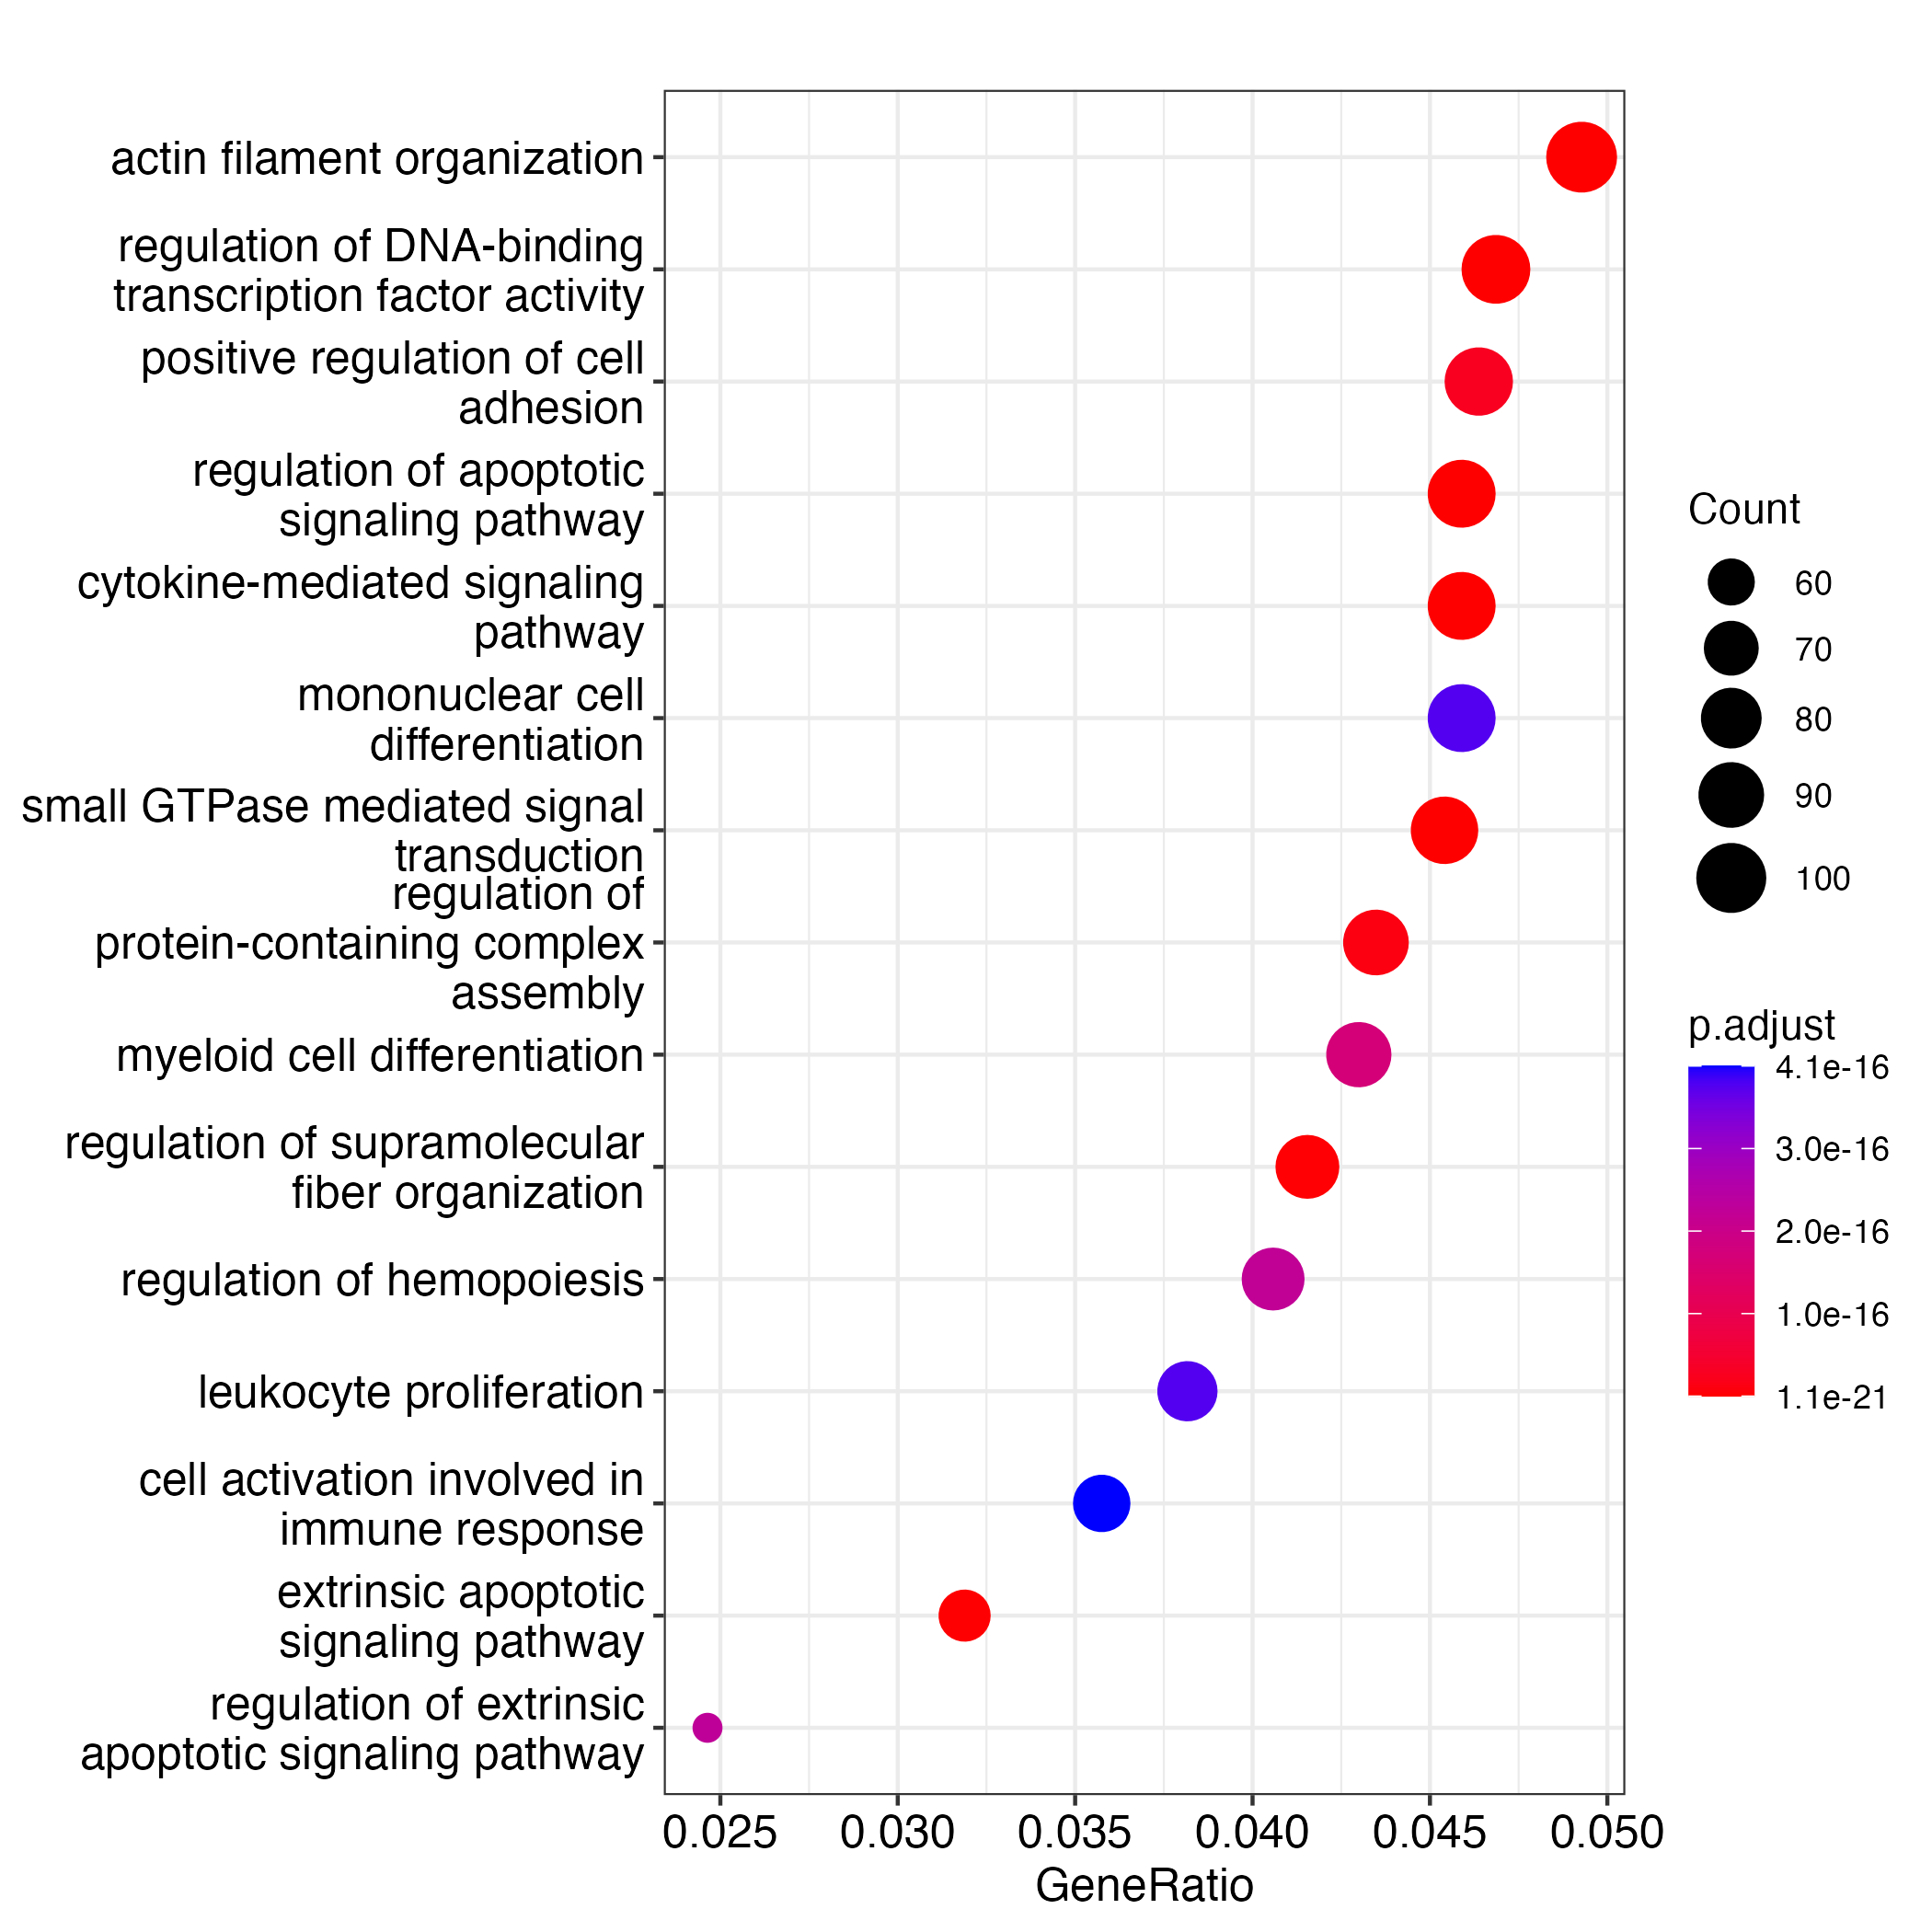 actin filament organization
regulation of DNA-binding
transcription factor activity
positive regulation of cell
adhesion
regulation of apoptotic
signaling pathway
cytokine-mediated signaling
pathway
mononuclear cell
differentiation
small GTPase mediated signal
transduction
regulation of
protein-containing complex
assembly
myeloid cell differentiation
regulation of supramolecular
fiber organization
regulation of hemopoiesis
leukocyte proliferation
cell activation involved in
immune response
extrinsic apoptotic
signaling pathway
regulation of extrinsic
apoptotic signaling pathway
0.025 0.030 0.035 0.040 0.045 0.050
GeneRatio
Count
60
70
80
90
100
p.adjust
4.1e-16
3.0e-16
2.0e-16
1.0e-16
1.1e-21